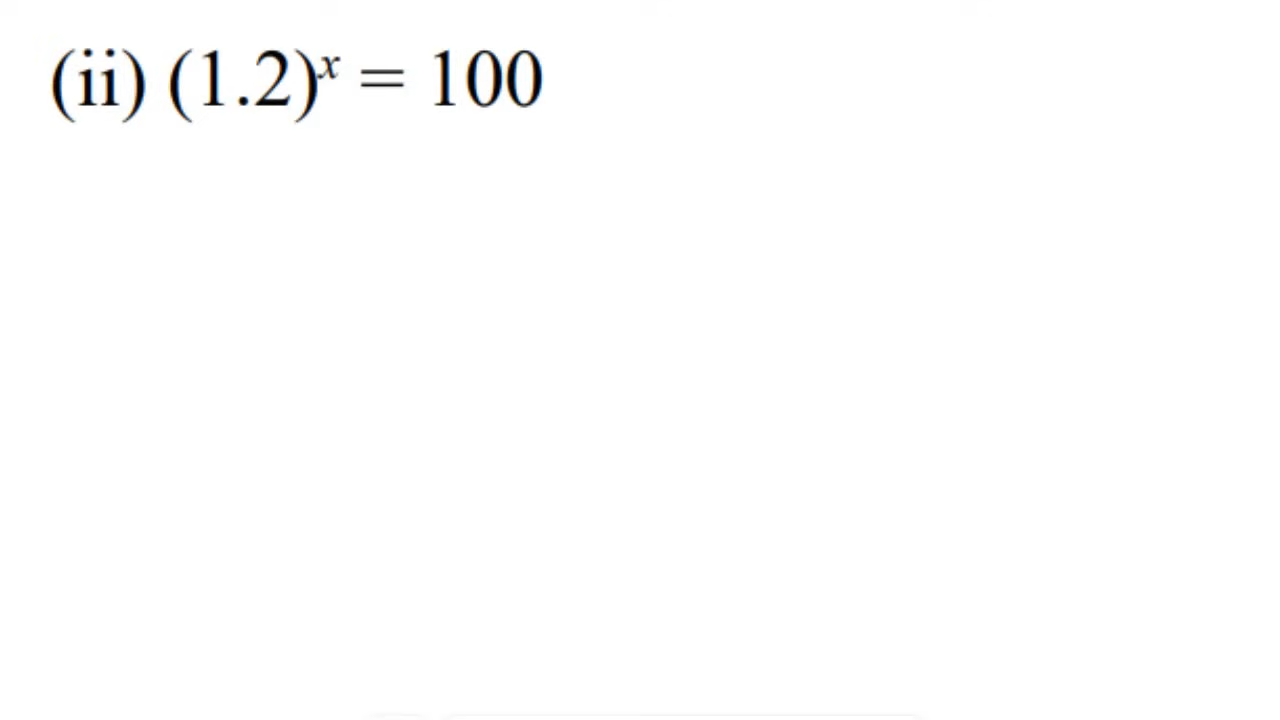 (ii) (1.2)ˣ = 100